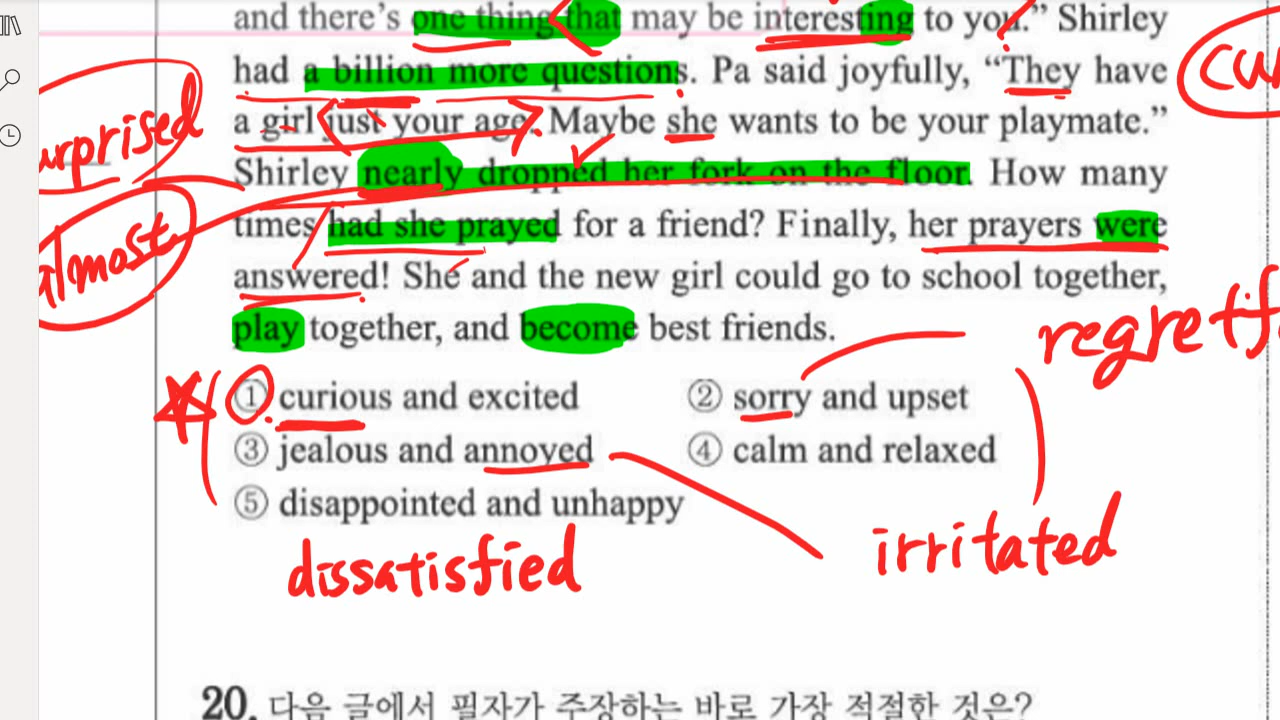 and there's one thing that may be interesting to you." Shirley
had a billion more questions. Pa said joyfully, "They have
a girl just your age. Maybe she wants to be your playmate."
urprised
Shirley nearly dropped her fork on the floor. How many
times had she prayed for a friend? Finally, her prayers were
almost
answered! She and the new girl could go to school together,
play together, and become best friends.
① curious and excited ② sorry and upset
③ jealous and annoyed ④ calm and relaxed
⑤ disappointed and unhappy
dissatisfied
irritated
20. 다음 글에서 필자가 주장하는 바로 가장 적절한 것은?